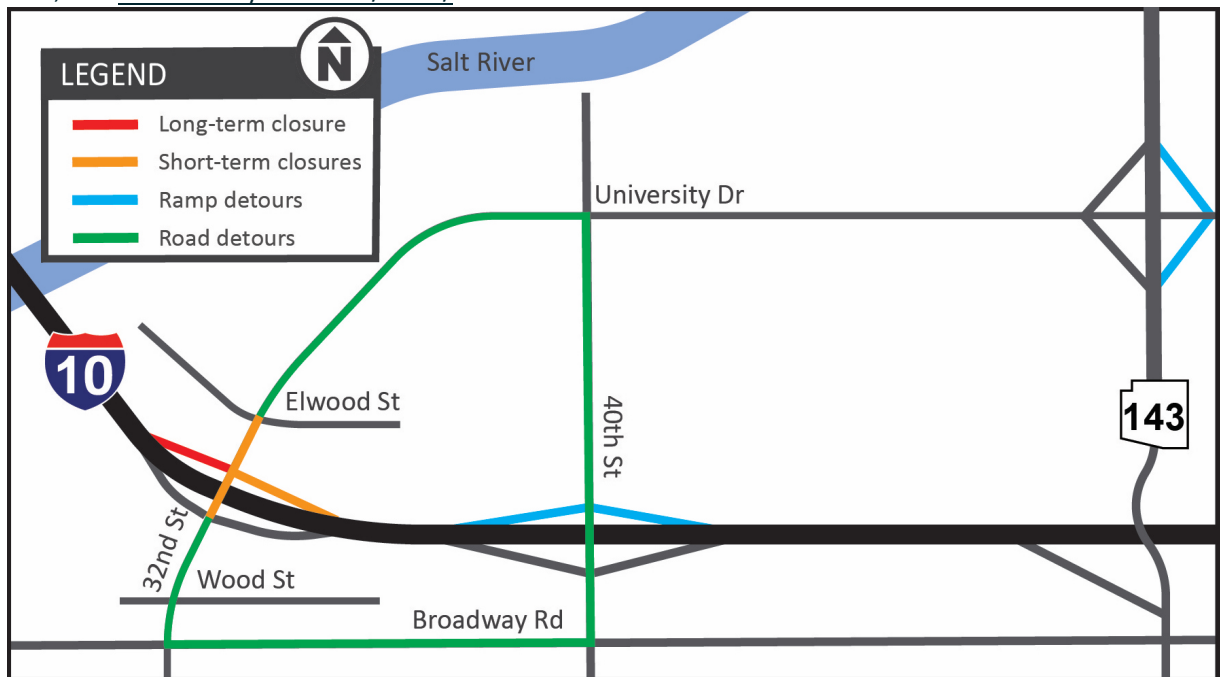 N
LEGEND
Long-term closure
Short-term closures
Ramp detours
Road detours
Salt River
University Dr
10
Elwood St
40th St
143
32nd St
Wood St
Broadway Rd